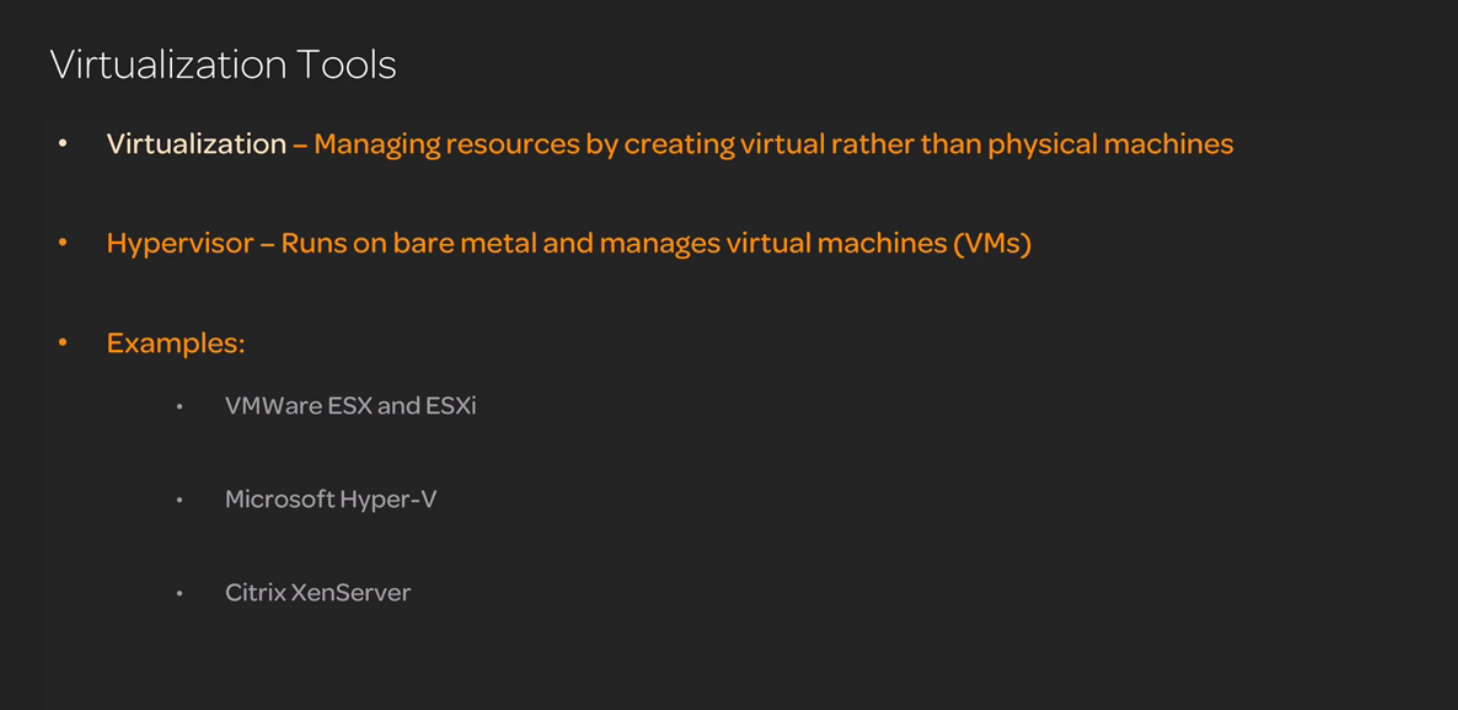 Virtualization Tools
• Virtualization – Managing resources by creating virtual rather than physical machines
• Hypervisor – Runs on bare metal and manages virtual machines (VMs)
• Examples:
• VMWare ESX and ESXi
• Microsoft Hyper-V
• Citrix XenServer